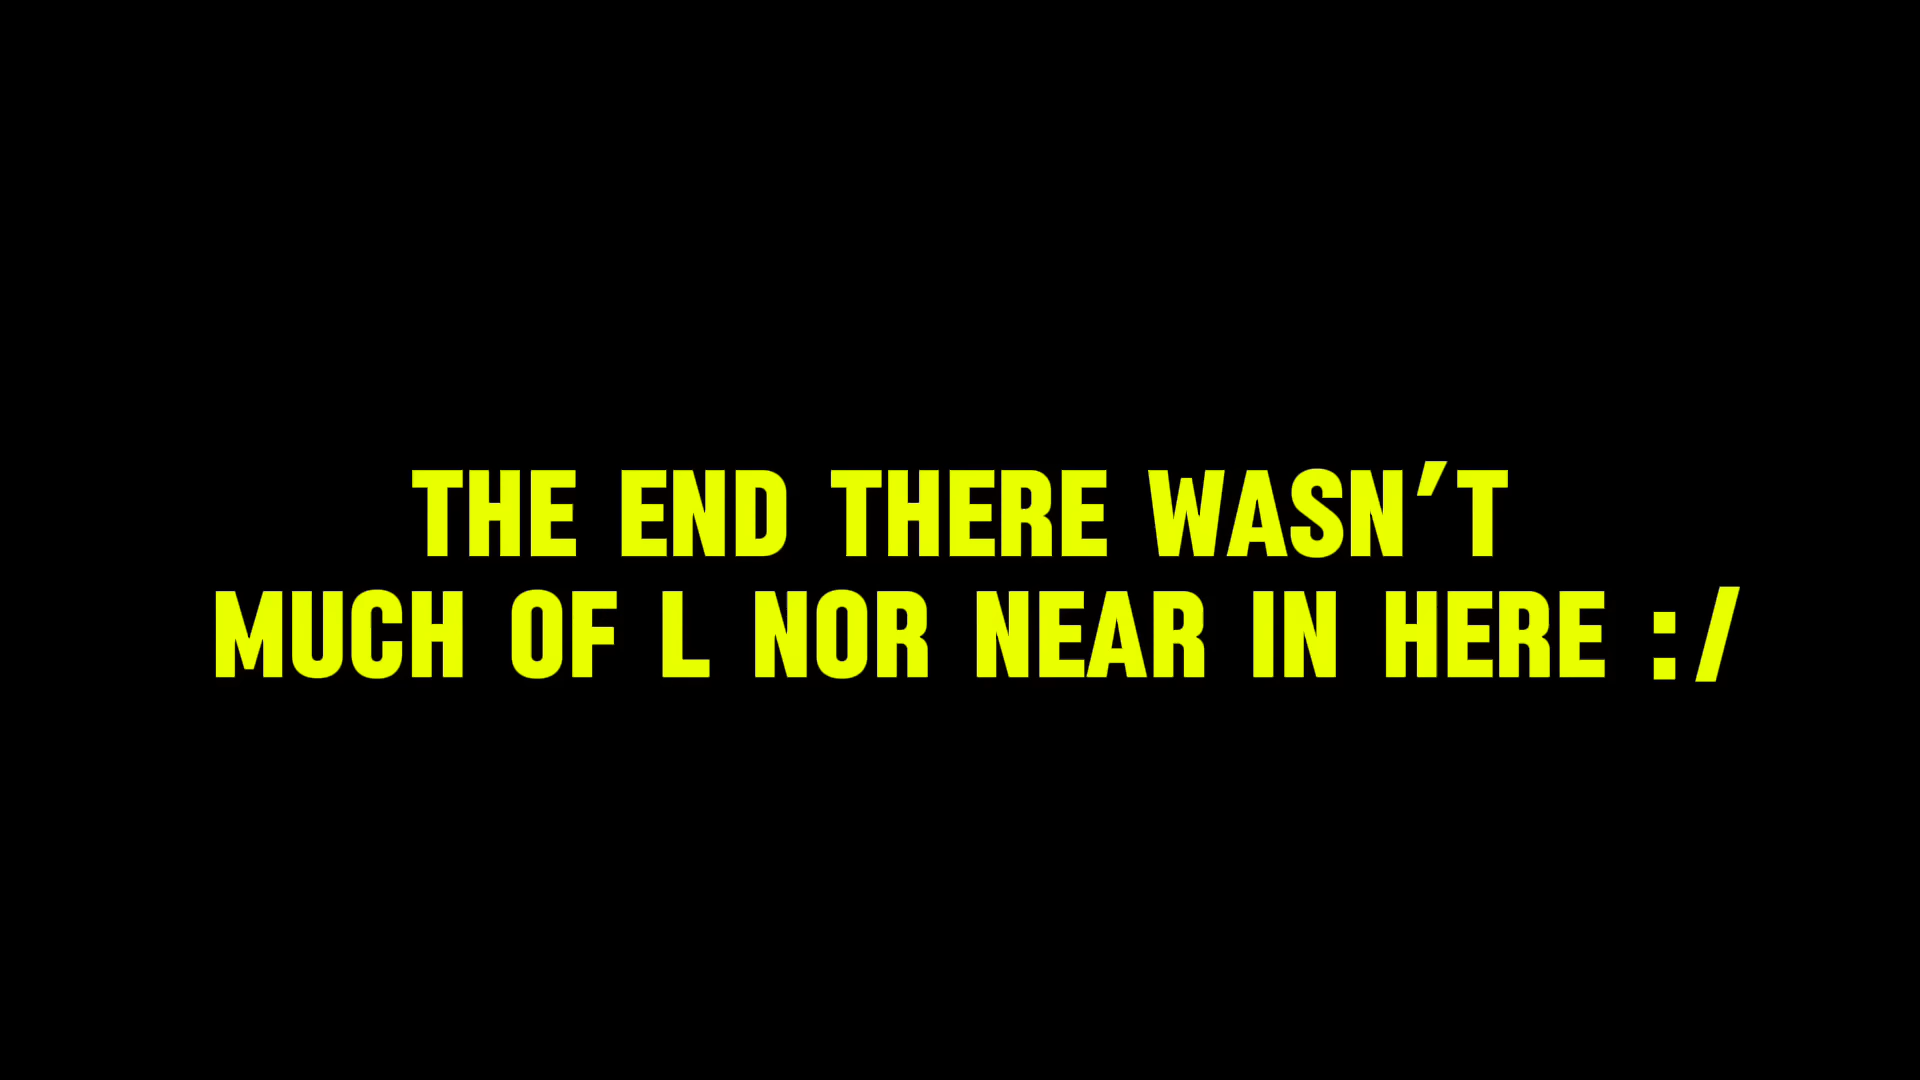 THE END THERE WASN'T
MUCH OF L NOR NEAR IN HERE :/